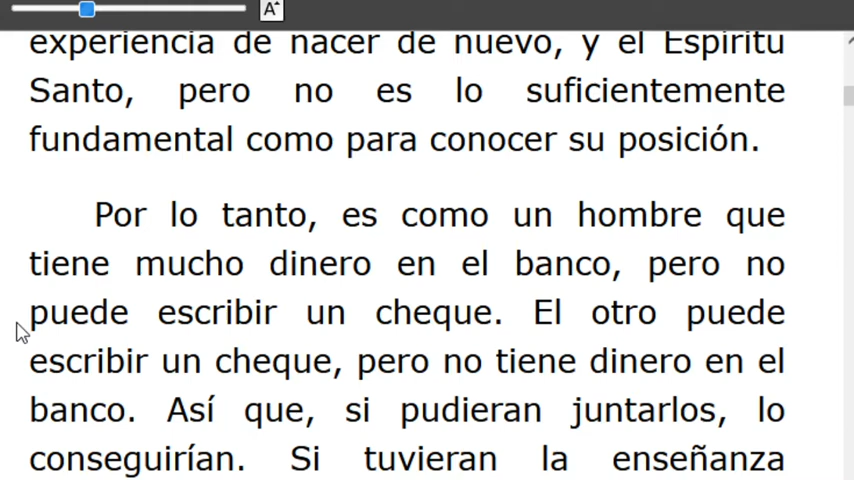 A
experiencia de nacer de nuevo, y el Espíritu
Santo, pero no es lo suficientemente
fundamental como para conocer su posición.
Por lo tanto, es como un hombre que
tiene mucho dinero en el banco, pero no
puede escribir un cheque. El otro puede
escribir un cheque, pero no tiene dinero en el
banco. Así que, si pudieran juntarlos, lo
conseguirían. Si tuvieran la enseñanza